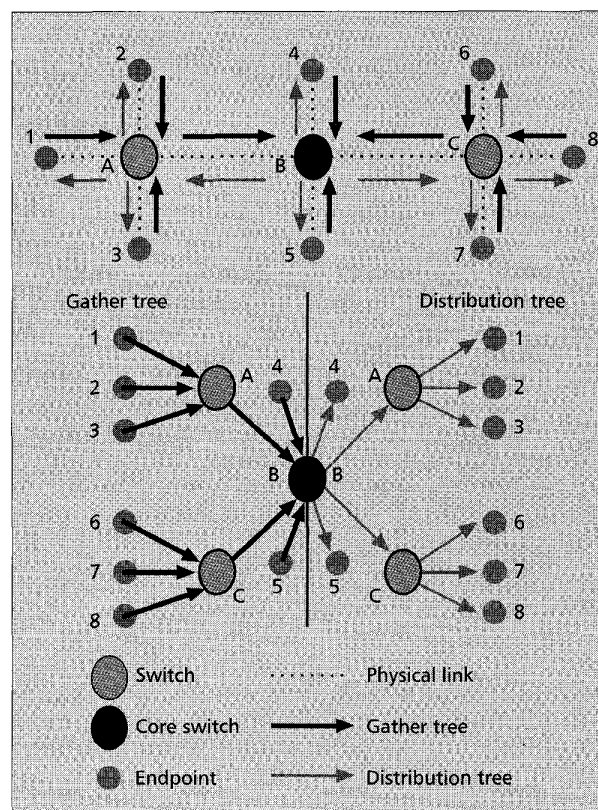 2 4 6
1 A B C 8
3 5 7
Gather tree Distribution tree
1 1
2 A 4 4 A 2
3 3
B B
6 6
7 7
C 5 5 C
8 8
Switch Physical link
Core switch Gather tree
Endpoint Distribution tree